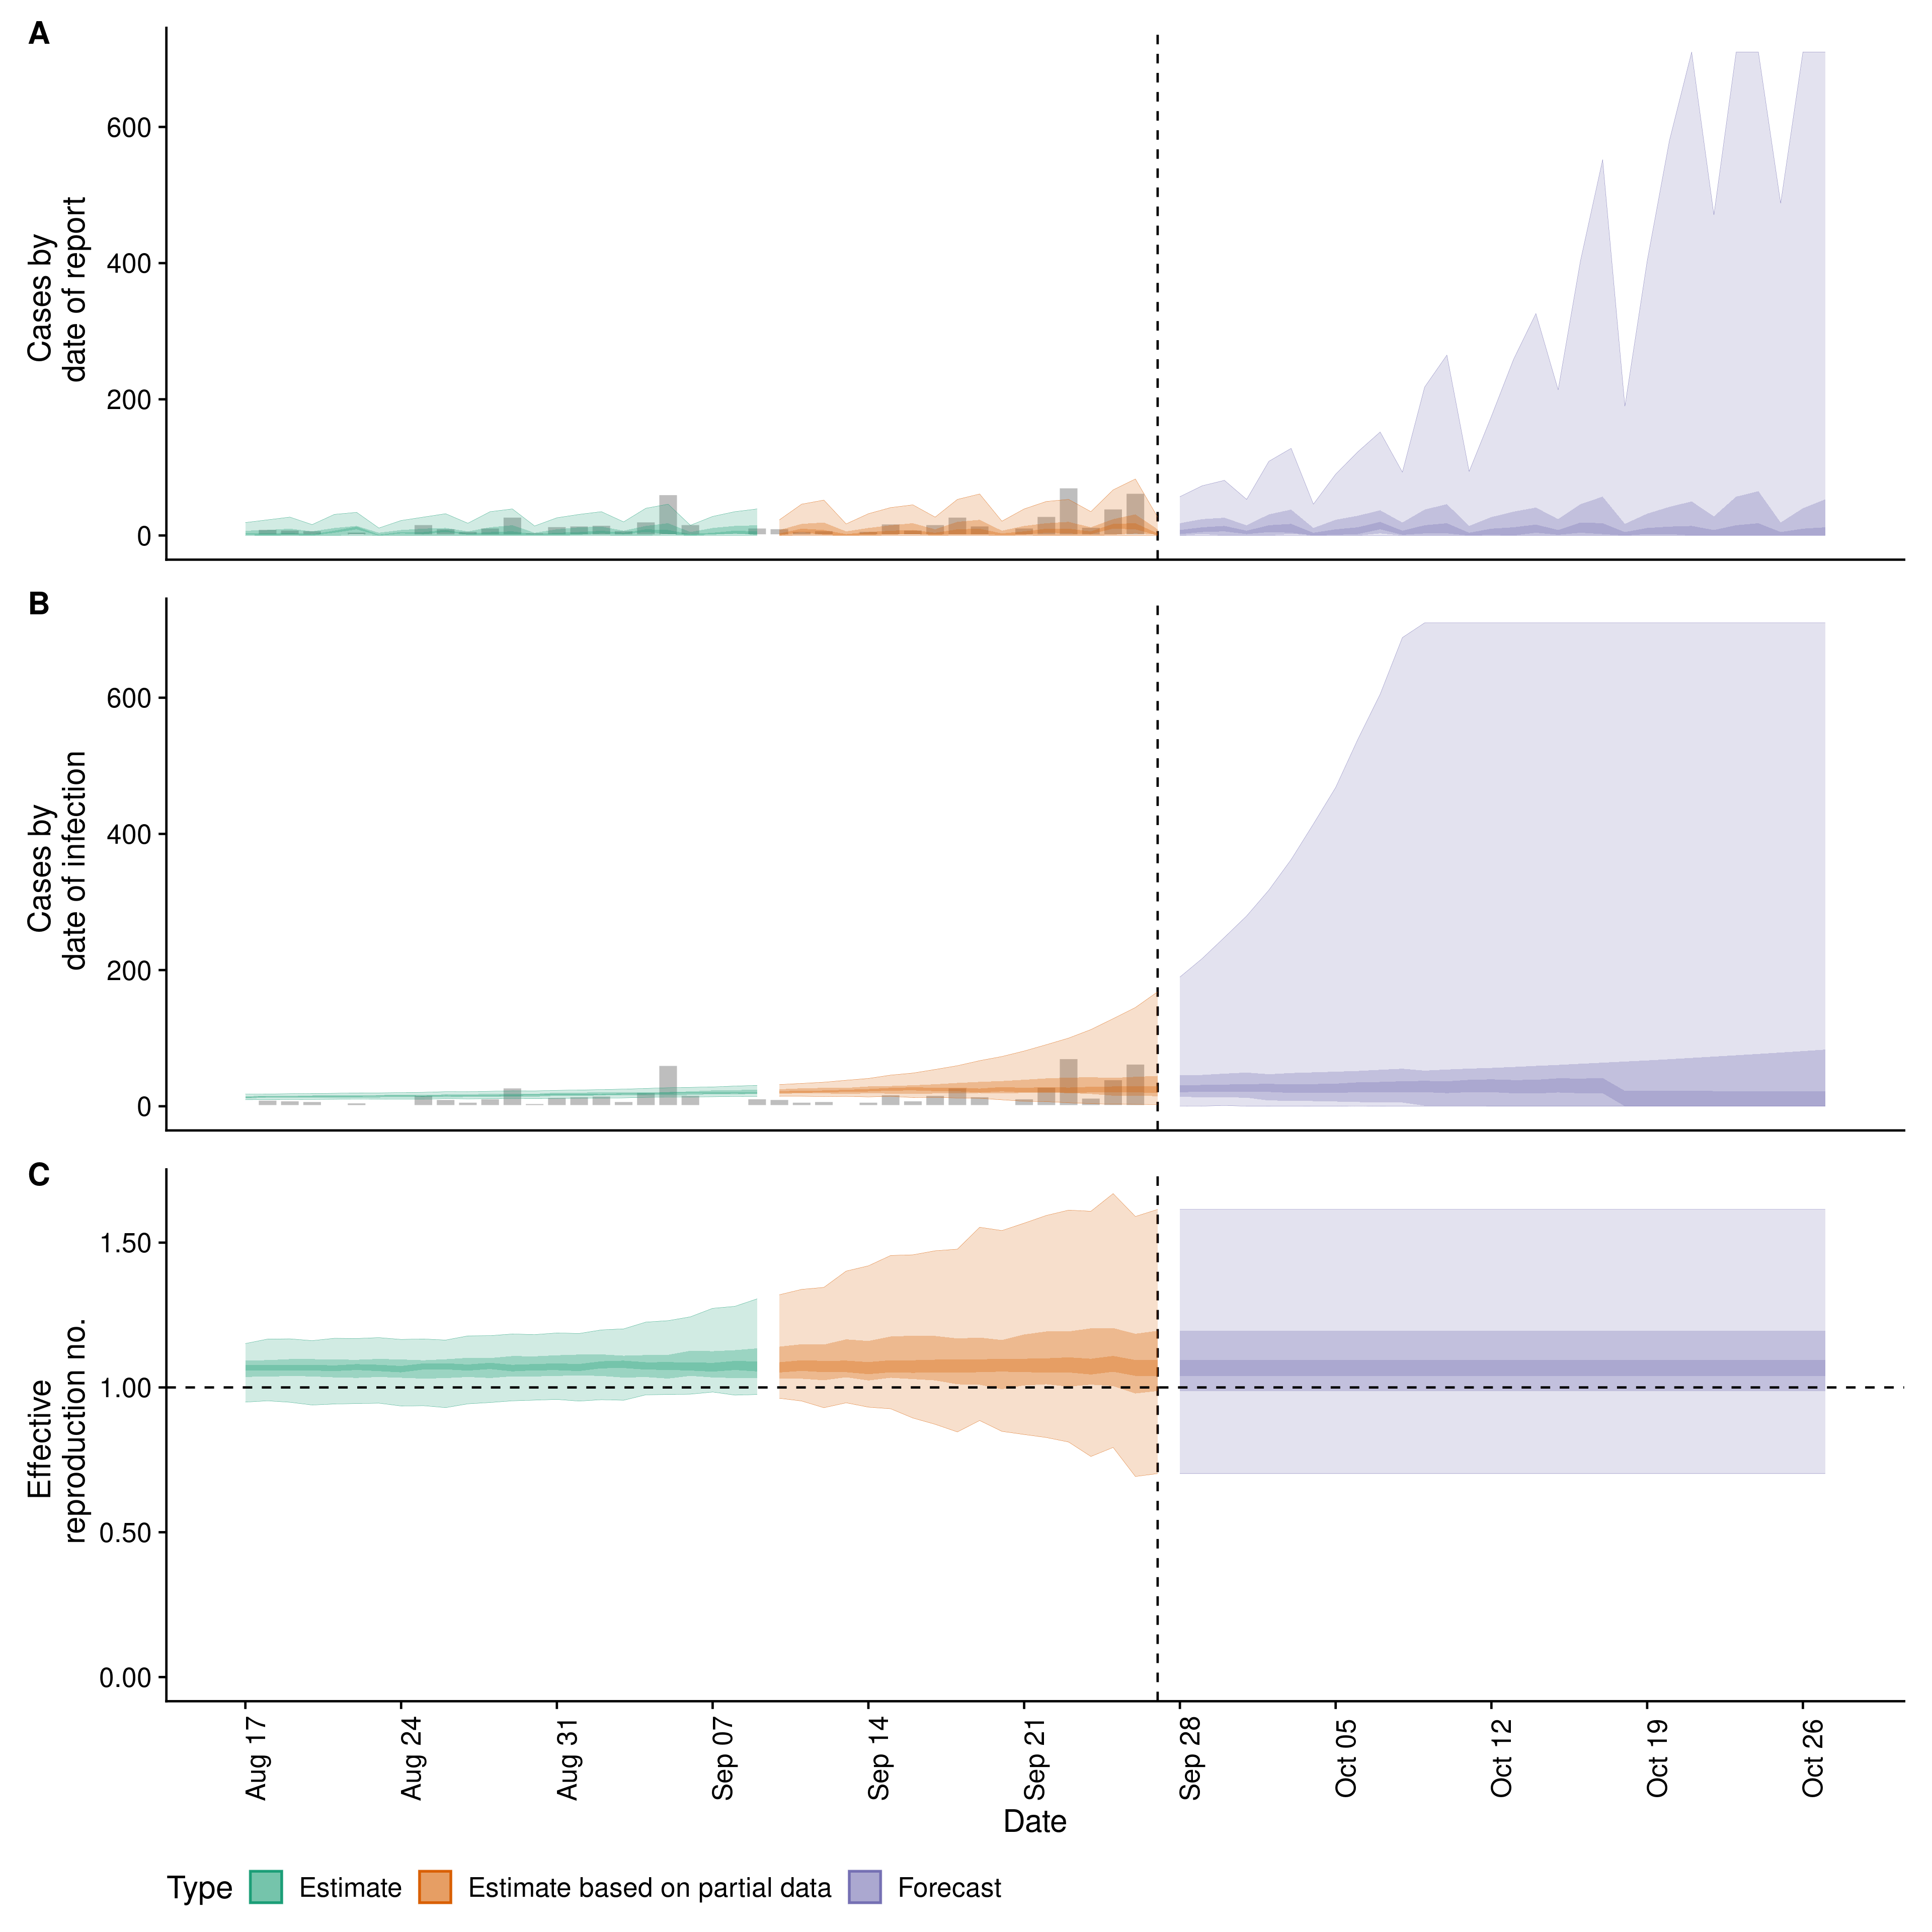 A
Cases by
date of report
600
400
200
0
B
Cases by
date of infection
600
400
200
0
C
Effective
reproduction no.
1.50
1.00
0.50
0.00
Aug 17
Aug 24
Aug 31
Sep 07
Sep 14
Sep 21
Sep 28
Oct 05
Oct 12
Oct 19
Oct 26
Date
Type Estimate Estimate based on partial data Forecast